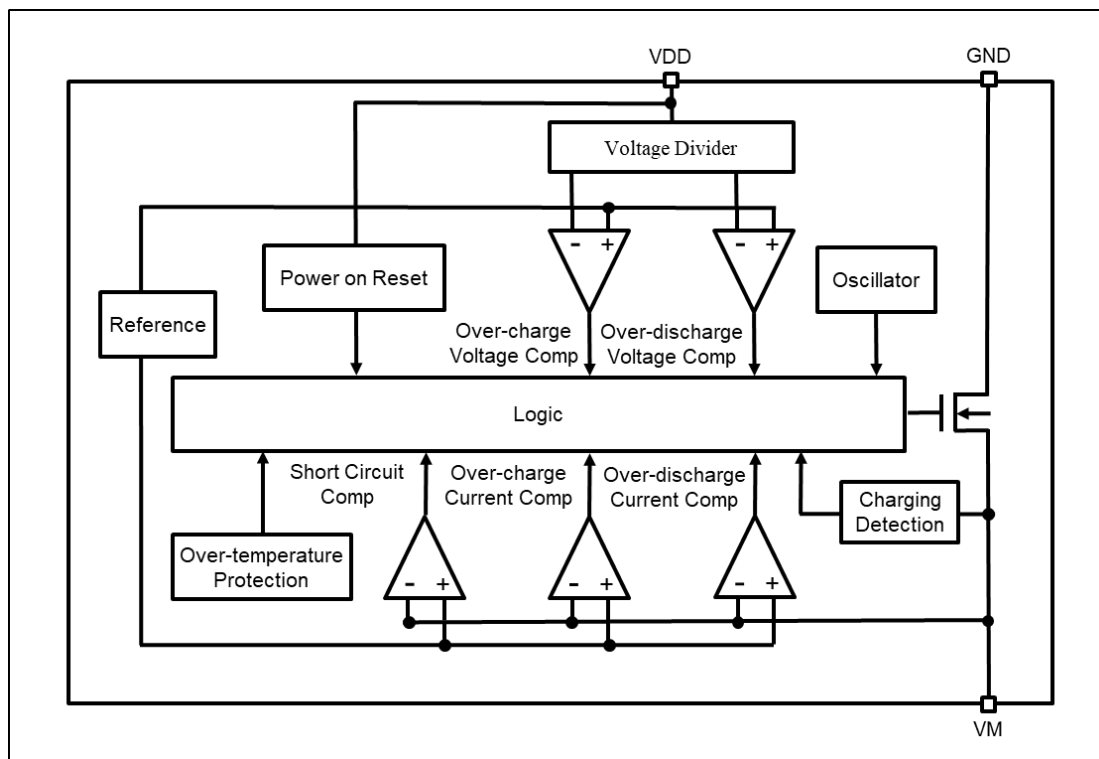 VDD
GND
Voltage Divider
- +
- +
Power on Reset
Oscillator
Reference
Over-charge
Voltage Comp
Over-discharge
Voltage Comp
Logic
Short Circuit
Comp
Over-charge
Current Comp
Over-discharge
Current Comp
Charging
Detection
Over-temperature
Protection
- +
- +
- +
VM